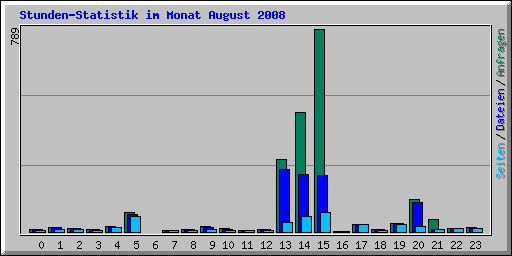 Stunden-Statistik im Monat August 2008
789
Seiten/Dateien/Anfragen
0 1 2 3 4 5 6 7 8 9 10 11 12 13 14 15 16 17 18 19 20 21 22 23